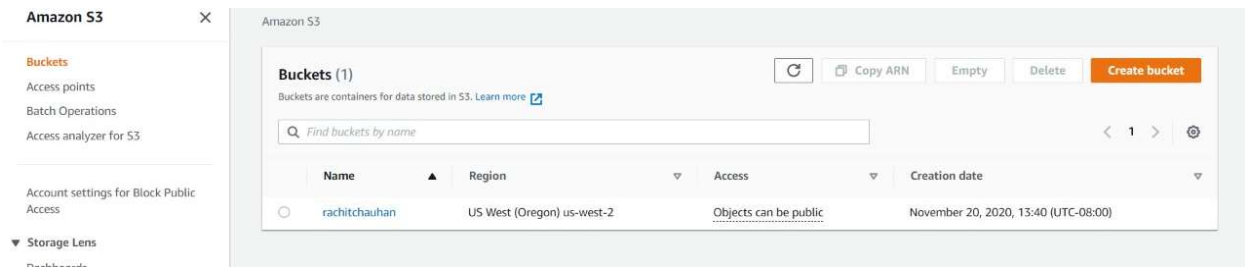 Amazon S3
Buckets
Access points
Batch Operations
Access analyzer for S3
Account settings for Block Public
Access
Storage Lens
Dashboards
Amazon S3
Buckets (1)
Copy ARN Empty Delete Create bucket
Buckets are containers for data stored in S3. Learn more
Find buckets by name
1
Name Region Access Creation date
rachitchauhan US West (Oregon) us-west-2 Objects can be public November 20, 2020, 13:40 (UTC-08:00)